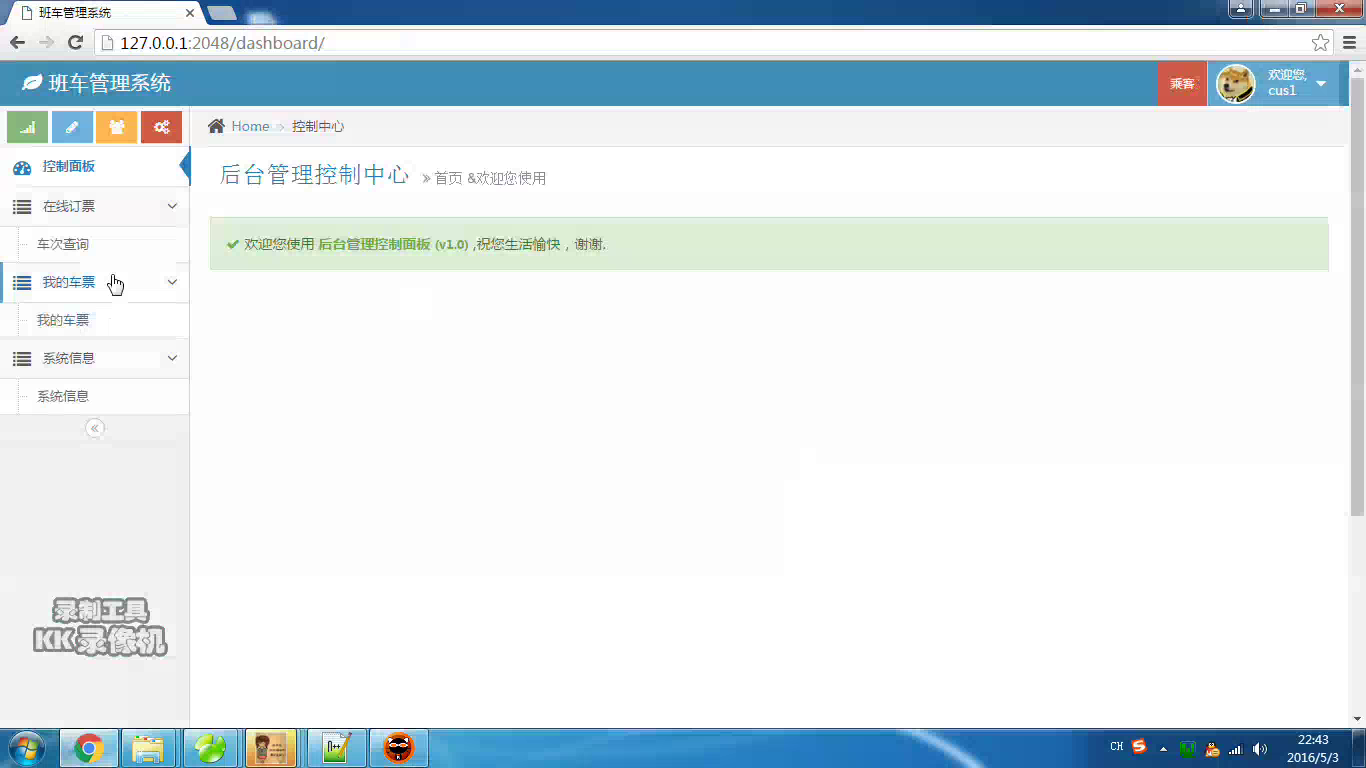 班车管理系统
127.0.0.1:2048/dashboard/
班车管理系统
乘客
欢迎您,
cus1
Home
控制中心
控制面板
后台管理控制中心
» 首页 &欢迎您使用
在线订票
车次查询
欢迎您使用 后台管理控制面板 (v1.0) ,祝您生活愉快，谢谢.
我的车票
我的车票
系统信息
系统信息
录制工具
KK录像机
CH
22:43
2016/5/3